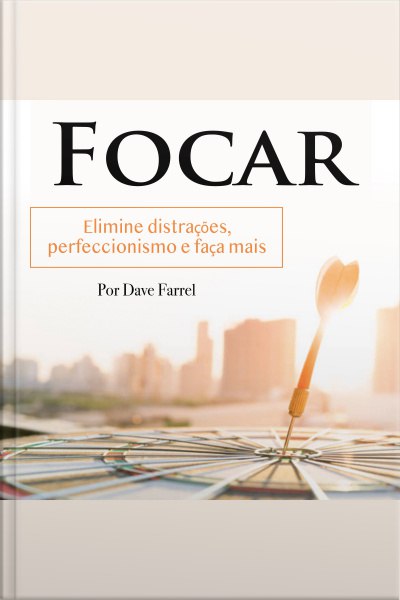 FOCAR
Elimine distrações,
perfeccionismo e faça mais
Por Dave Farrel